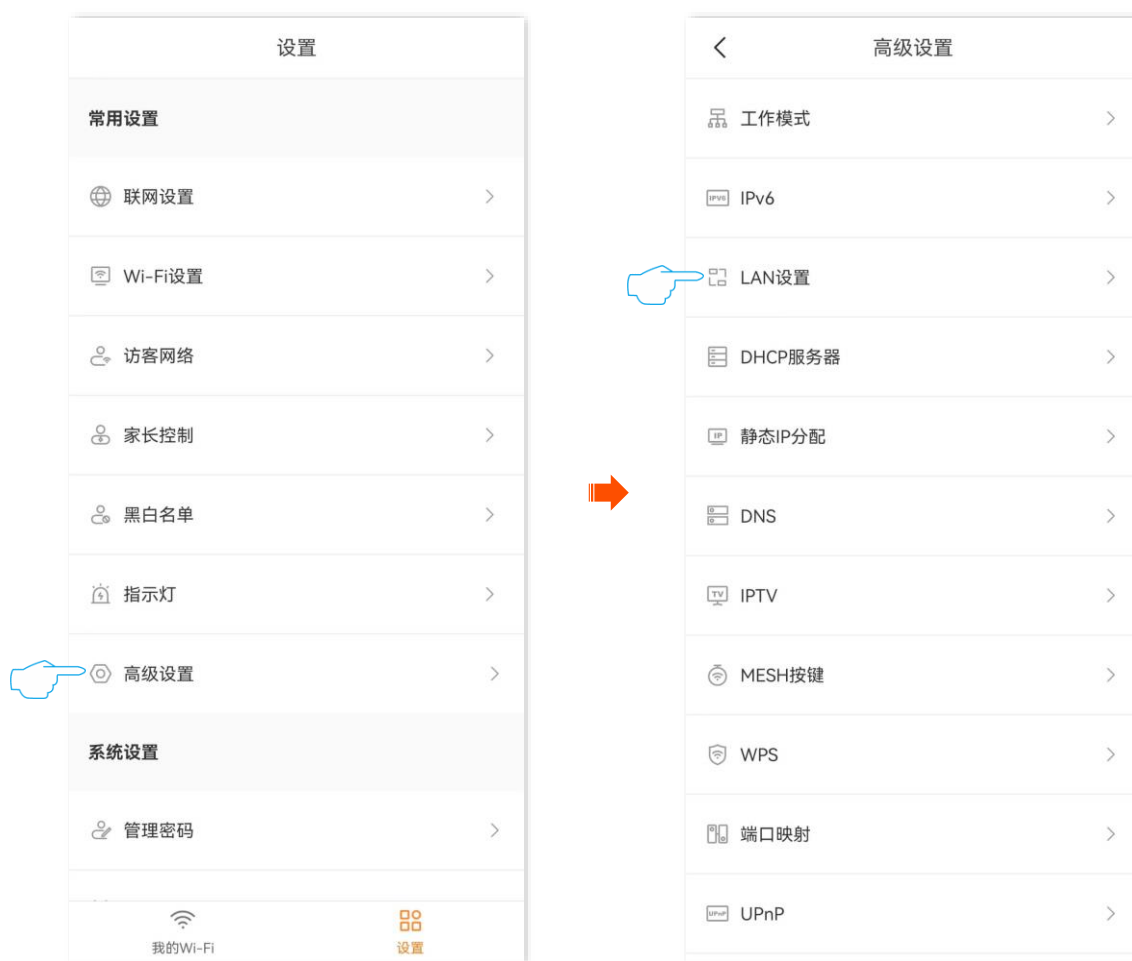 设置
常用设置
联网设置
Wi-Fi设置
访客网络
家长控制
黑白名单
指示灯
高级设置
系统设置
管理密码
我的Wi-Fi
设置
高级设置
工作模式
IPV6 IPv6
LAN设置
DHCP服务器
IP 静态IP分配
DNS
TV IPTV
MESH按键
WPS
端口映射
UPnP UPnP